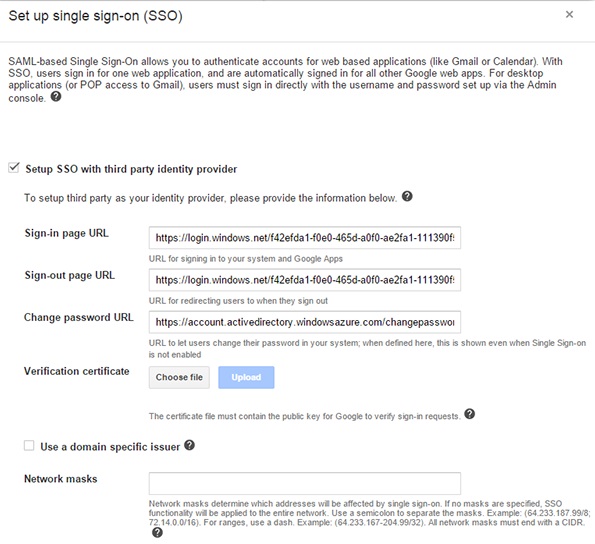 Set up single sign-on (SSO)
SAML-based Single Sign-On allows you to authenticate accounts for web based applications (like Gmail or Calendar). With
SSO, users sign in for one web application, and are automatically signed in for all other Google web apps. For desktop
applications (or POP access to Gmail), users must sign in directly with the username and password set up via the Admin
console. ?
Setup SSO with third party identity provider
To setup third party as your identity provider, please provide the information below. ?
Sign-in page URL
https://login.windows.net/f42efda1-f0e0-465d-a0f0-ae2fa1-111390f
URL for signing in to your system and Google Apps
Sign-out page URL
https://login.windows.net/f42efda1-f0e0-465d-a0f0-ae2fa1-111390f
URL for redirecting users to when they sign out
Change password URL
https://account.activedirectory.windowsazure.com/changepasswor
URL to let users change their password in your system; when defined here, this is shown even when Single Sign-on
is not enabled
Verification certificate
Choose file
Upload
The certificate file must contain the public key for Google to verify sign-in requests. ?
Use a domain specific issuer ?
Network masks
Network masks determine which addresses will be affected by single sign-on. If no masks are specified, SSO
functionality will be applied to the entire network. Use a semicolon to separate the masks. Example: (64.233.187.99/8;
72.14.0.0/16). For ranges, use a dash. Example: (64.233.167-204.99/32). All network masks must end with a CIDR.
?